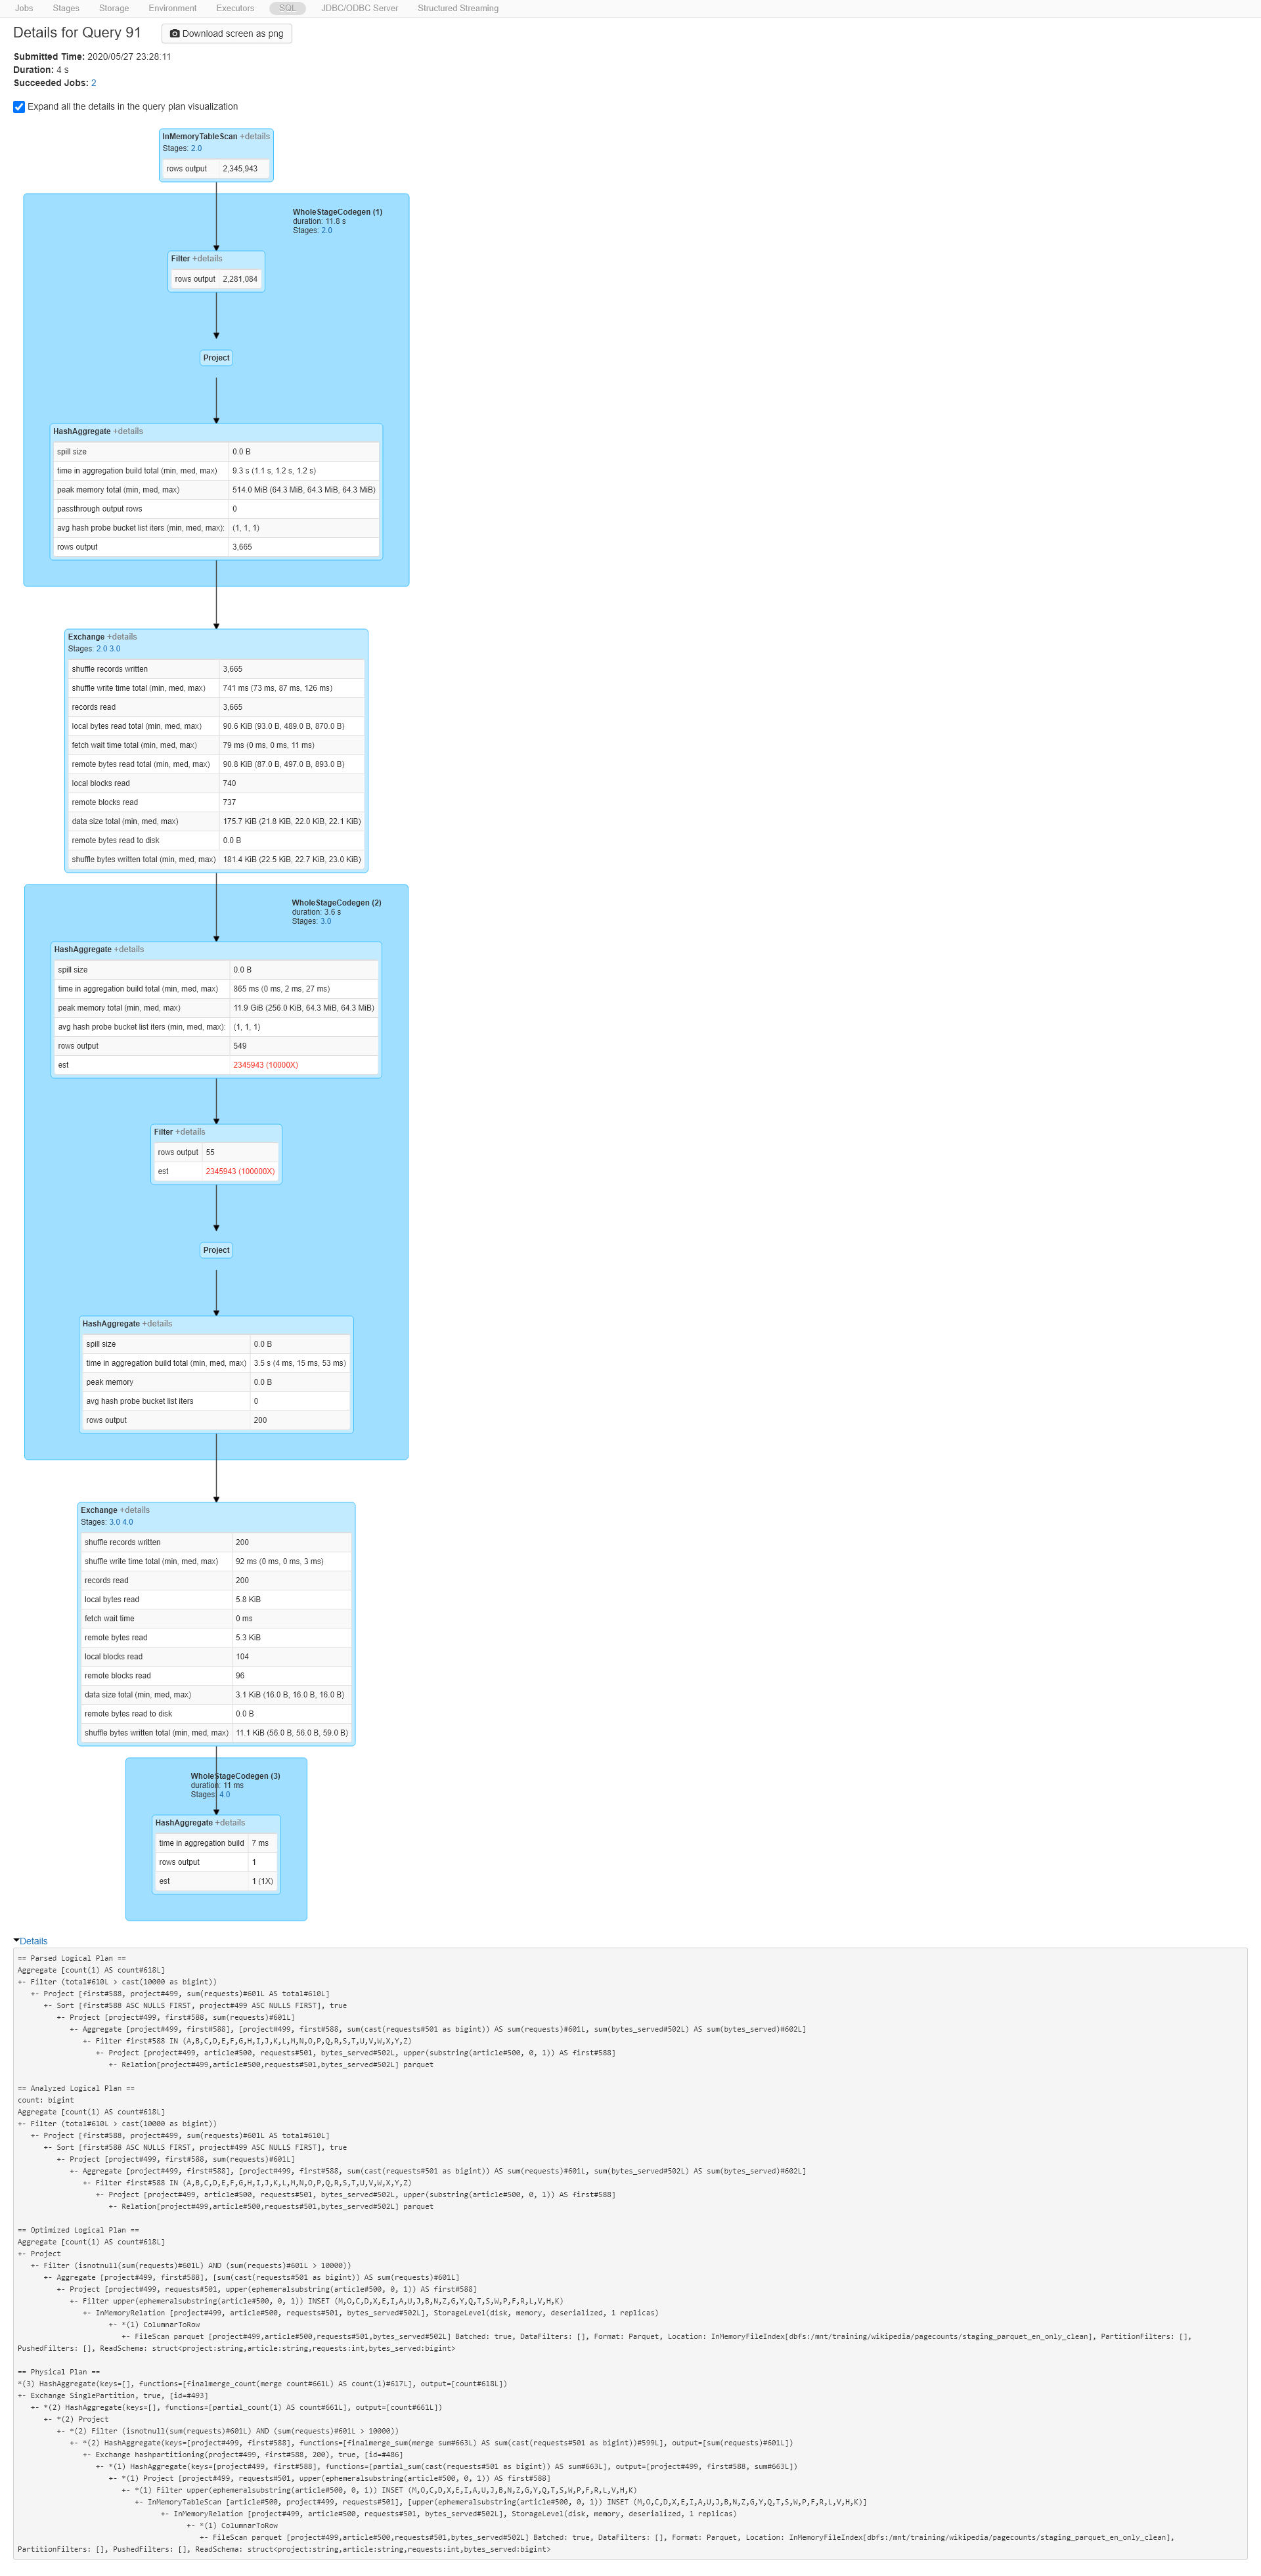 Jobs Stages Storage Environment Executors SQL JDBC/ODBC Server Structured Streaming
Details for Query 91 Download screen as png
Submitted Time: 2020/05/27 23:28:11
Duration: 4 s
Succeeded Jobs: 2
Expand all the details in the query plan visualization
InMemoryTableScan +details
Stages: 2.0
rows output 2,345,943
WholeStageCodegen (1)
duration: 11.8 s
Stages: 2.0
Filter +details
rows output 2,281,084
Project
HashAggregate +details
spill size 0.0 B
time in aggregation build total (min, med, max) 9.3 s (1.1 s, 1.2 s, 1.2 s)
peak memory total (min, med, max) 514.0 MiB (64.3 MiB, 64.3 MiB, 64.3 MiB)
passthrough output rows 0
avg hash probe bucket list iters (min, med, max): (1, 1, 1)
rows output 3,665
Exchange +details
Stages: 2.0 3.0
shuffle records written 3,665
shuffle write time total (min, med, max) 741 ms (73 ms, 87 ms, 126 ms)
records read 3,665
local bytes read total (min, med, max) 90.6 KiB (93.0 B, 489.0 B, 870.0 B)
fetch wait time total (min, med, max) 79 ms (0 ms, 0 ms, 11 ms)
remote bytes read total (min, med, max) 90.8 KiB (87.0 B, 497.0 B, 893.0 B)
local blocks read 740
remote blocks read 737
data size total (min, med, max) 175.7 KiB (21.8 KiB, 22.0 KiB, 22.1 KiB)
remote bytes read to disk 0.0 B
shuffle bytes written total (min, med, max) 181.4 KiB (22.5 KiB, 22.7 KiB, 23.0 KiB)
WholeStageCodegen (2)
duration: 3.6 s
Stages: 3.0
HashAggregate +details
spill size 0.0 B
time in aggregation build total (min, med, max) 865 ms (0 ms, 2 ms, 27 ms)
peak memory total (min, med, max) 11.9 GiB (256.0 KiB, 64.3 MiB, 64.3 MiB)
avg hash probe bucket list iters (min, med, max): (1, 1, 1)
rows output 549
est 2345943 (10000X)
Filter +details
rows output 55
est 2345943 (100000X)
Project
HashAggregate +details
spill size 0.0 B
time in aggregation build total (min, med, max) 3.5 s (4 ms, 15 ms, 53 ms)
peak memory 0.0 B
avg hash probe bucket list iters 0
rows output 200
Exchange +details
Stages: 3.0 4.0
shuffle records written 200
shuffle write time total (min, med, max) 92 ms (0 ms, 0 ms, 3 ms)
records read 200
local bytes read 5.8 KiB
fetch wait time 0 ms
remote bytes read 5.3 KiB
local blocks read 104
remote blocks read 96
data size total (min, med, max) 3.1 KiB (16.0 B, 16.0 B, 16.0 B)
remote bytes read to disk 0.0 B
shuffle bytes written total (min, med, max) 11.1 KiB (56.0 B, 56.0 B, 59.0 B)
WholeStageCodegen (3)
duration: 11 ms
Stages: 4.0
HashAggregate +details
time in aggregation build 7 ms
rows output 1
est 1 (1X)
Details
== Parsed Logical Plan ==
Aggregate [count(1) AS count#618L]
+- Filter (total#610L > cast(10000 as bigint))
+- Project [first#588, project#499, sum(requests)#601L AS total#610L]
+- Sort [first#588 ASC NULLS FIRST, project#499 ASC NULLS FIRST], true
+- Project [project#499, first#588, sum(requests)#601L]
+- Aggregate [project#499, first#588], [project#499, first#588, sum(cast(requests#501 as bigint)) AS sum(requests)#601L, sum(bytes_served#502L) AS sum(bytes_served)#602L]
+- Filter first#588 IN (A,B,C,D,E,F,G,H,I,J,K,L,M,N,O,P,Q,R,S,T,U,V,W,X,Y,Z)
+- Project [project#499, article#500, requests#501, bytes_served#502L, upper(substring(article#500, 0, 1)) AS first#588]
+- Relation[project#499,article#500,requests#501,bytes_served#502L] parquet
== Analyzed Logical Plan ==
count: bigint
Aggregate [count(1) AS count#618L]
+- Filter (total#610L > cast(10000 as bigint))
+- Project [first#588, project#499, sum(requests)#601L AS total#610L]
+- Sort [first#588 ASC NULLS FIRST, project#499 ASC NULLS FIRST], true
+- Project [project#499, first#588, sum(requests)#601L]
+- Aggregate [project#499, first#588], [project#499, first#588, sum(cast(requests#501 as bigint)) AS sum(requests)#601L, sum(bytes_served#502L) AS sum(bytes_served)#602L]
+- Filter first#588 IN (A,B,C,D,E,F,G,H,I,J,K,L,M,N,O,P,Q,R,S,T,U,V,W,X,Y,Z)
+- Project [project#499, article#500, requests#501, bytes_served#502L, upper(substring(article#500, 0, 1)) AS first#588]
+- Relation[project#499,article#500,requests#501,bytes_served#502L] parquet
== Optimized Logical Plan ==
Aggregate [count(1) AS count#618L]
+- Project
+- Filter (isnotnull(sum(requests)#601L) AND (sum(requests)#601L > 10000))
+- Aggregate [project#499, first#588], [sum(cast(requests#501 as bigint)) AS sum(requests)#601L]
+- Project [project#499, requests#501, upper(ephemeralsubstring(article#500, 0, 1)) AS first#588]
+- Filter upper(ephemeralsubstring(article#500, 0, 1)) INSET (M,O,C,D,X,E,I,A,U,J,B,N,Z,G,Y,Q,T,S,W,P,F,R,L,V,H,K)
+- InMemoryRelation [project#499, article#500, requests#501, bytes_served#502L], StorageLevel(disk, memory, deserialized, 1 replicas)
+- *(1) ColumnarToRow
+- FileScan parquet [project#499,article#500,requests#501,bytes_served#502L] Batched: true, DataFilters: [], Format: Parquet, Location: InMemoryFileIndex[dbfs:/mnt/training/wikipedia/pagecounts/staging_parquet_en_only_clean], PartitionFilters: [],
PushedFilters: [], ReadSchema: struct<project:string,article:string,requests:int,bytes_served:bigint>
== Physical Plan ==
*(3) HashAggregate(keys=[], functions=[finalmerge_count(merge count#661L) AS count(1)#617L], output=[count#618L])
+- Exchange SinglePartition, true, [id=#493]
+- *(2) HashAggregate(keys=[], functions=[partial_count(1) AS count#661L], output=[count#661L])
+- *(2) Project
+- *(2) Filter (isnotnull(sum(requests)#601L) AND (sum(requests)#601L > 10000))
+- *(2) HashAggregate(keys=[project#499, first#588], functions=[finalmerge_sum(merge sum#663L) AS sum(cast(requests#501 as bigint))#599L], output=[sum(requests)#601L])
+- Exchange hashpartitioning(project#499, first#588, 200), true, [id=#486]
+- *(1) HashAggregate(keys=[project#499, first#588], functions=[partial_sum(cast(requests#501 as bigint)) AS sum#663L], output=[project#499, first#588, sum#663L])
+- *(1) Project [project#499, requests#501, upper(ephemeralsubstring(article#500, 0, 1)) AS first#588]
+- *(1) Filter upper(ephemeralsubstring(article#500, 0, 1)) INSET (M,O,C,D,X,E,I,A,U,J,B,N,Z,G,Y,Q,T,S,W,P,F,R,L,V,H,K)
+- InMemoryTableScan [article#500, project#499, requests#501], [upper(ephemeralsubstring(article#500, 0, 1)) INSET (M,O,C,D,X,E,I,A,U,J,B,N,Z,G,Y,Q,T,S,W,P,F,R,L,V,H,K)]
+- InMemoryRelation [project#499, article#500, requests#501, bytes_served#502L], StorageLevel(disk, memory, deserialized, 1 replicas)
+- *(1) ColumnarToRow
+- FileScan parquet [project#499,article#500,requests#501,bytes_served#502L] Batched: true, DataFilters: [], Format: Parquet, Location: InMemoryFileIndex[dbfs:/mnt/training/wikipedia/pagecounts/staging_parquet_en_only_clean],
PartitionFilters: [], PushedFilters: [], ReadSchema: struct<project:string,article:string,requests:int,bytes_served:bigint>